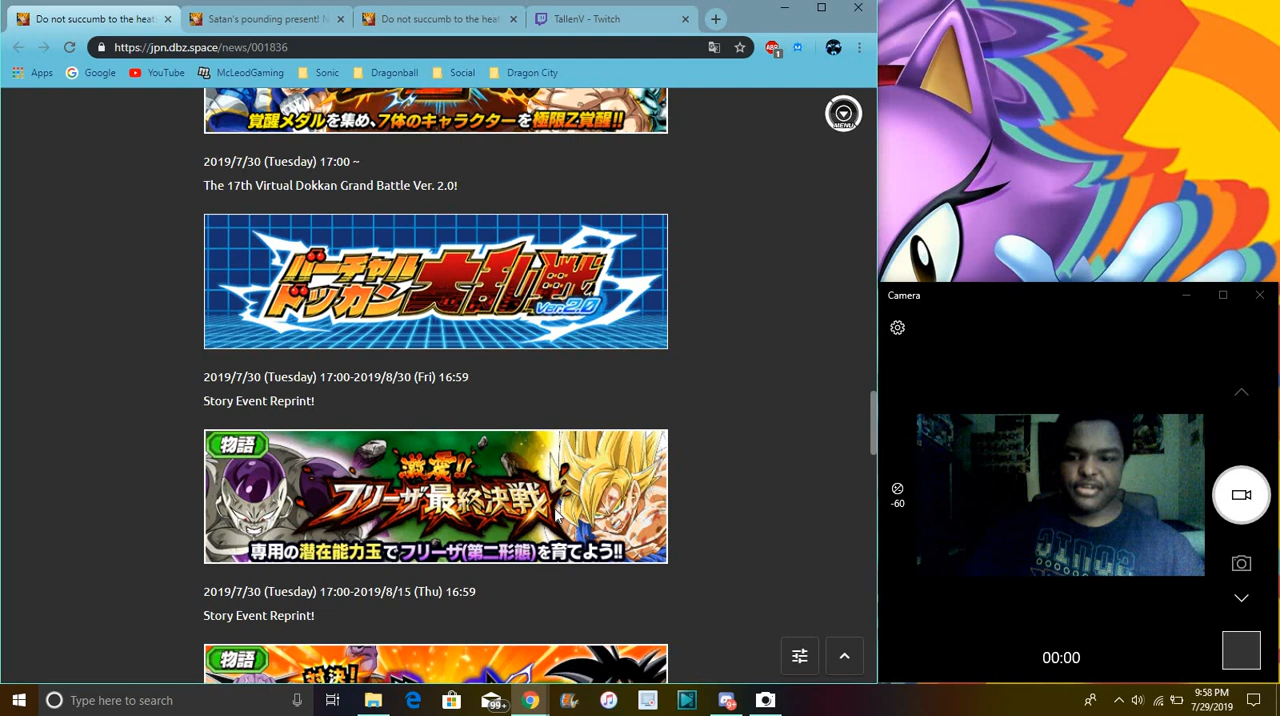 Do not succumb to the heat
Satan's pounding present! N
Do not succumb to the heat
TallenV - Twitch
https://jpn.dbz.space/news/001836
ABP
1
Apps
Google
YouTube
McLeodGaming
Sonic
Dragonball
Social
Dragon City
覚醒メダルを集め、7体のキャラクターを極限Z覚醒!!
MENU
2019/7/30 (Tuesday) 17:00 ~
The 17th Virtual Dokkan Grand Battle Ver. 2.0!
バーチャル
ドッカン
大乱戦
Ver.2.0
2019/7/30 (Tuesday) 17:00-2019/8/30 (Fri) 16:59
Story Event Reprint!
物語
激震!!
フリーザ最終決戦
専用の潜在能力玉でフリーザ(第二形態)を育てよう!!
2019/7/30 (Tuesday) 17:00-2019/8/15 (Thu) 16:59
Story Event Reprint!
物語
対決!
Camera
-60
00:00
Type here to search
99+
9:58 PM
7/29/2019